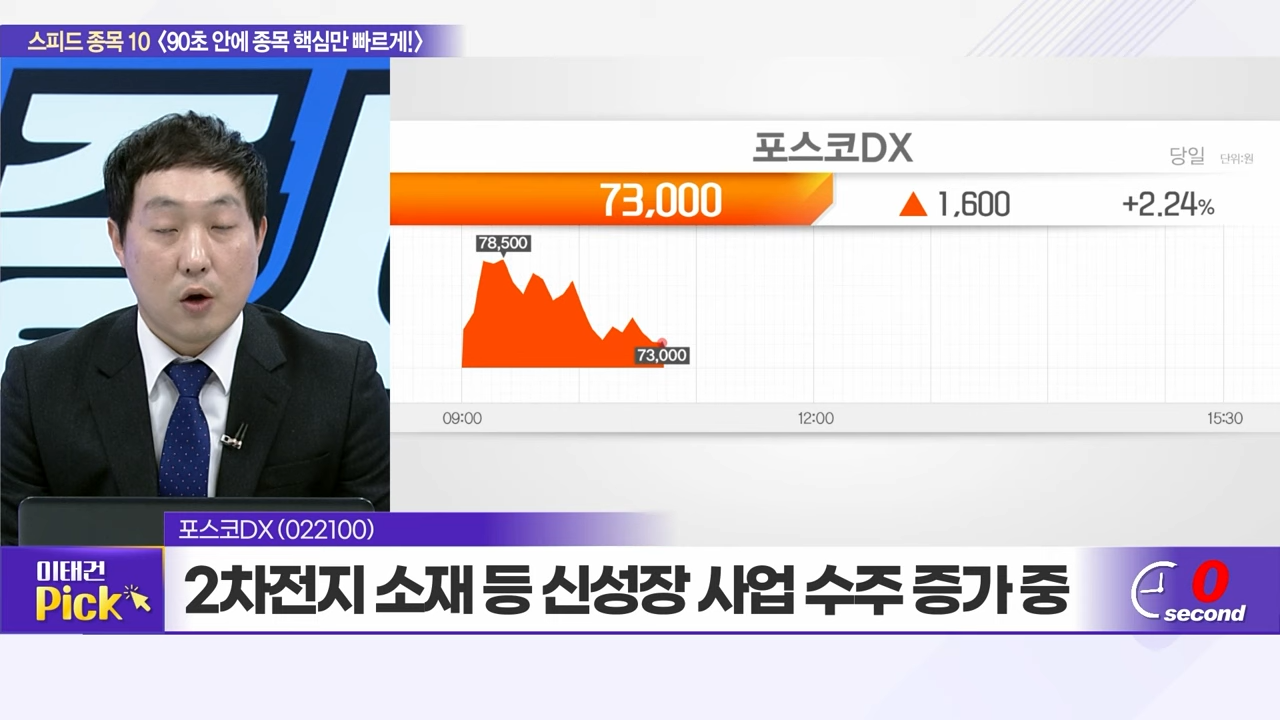 스피드 종목 10 <90초 안에 종목 핵심만 빠르게!>
포스코DX
당일 단위:원
73,000 ▲ 1,600 +2.24%
78,500
73,000
09:00 12:00 15:30
포스코DX (022100)
이태건
Pick
2차전지 소재 등 신성장 사업 수주 증가 중
0
second